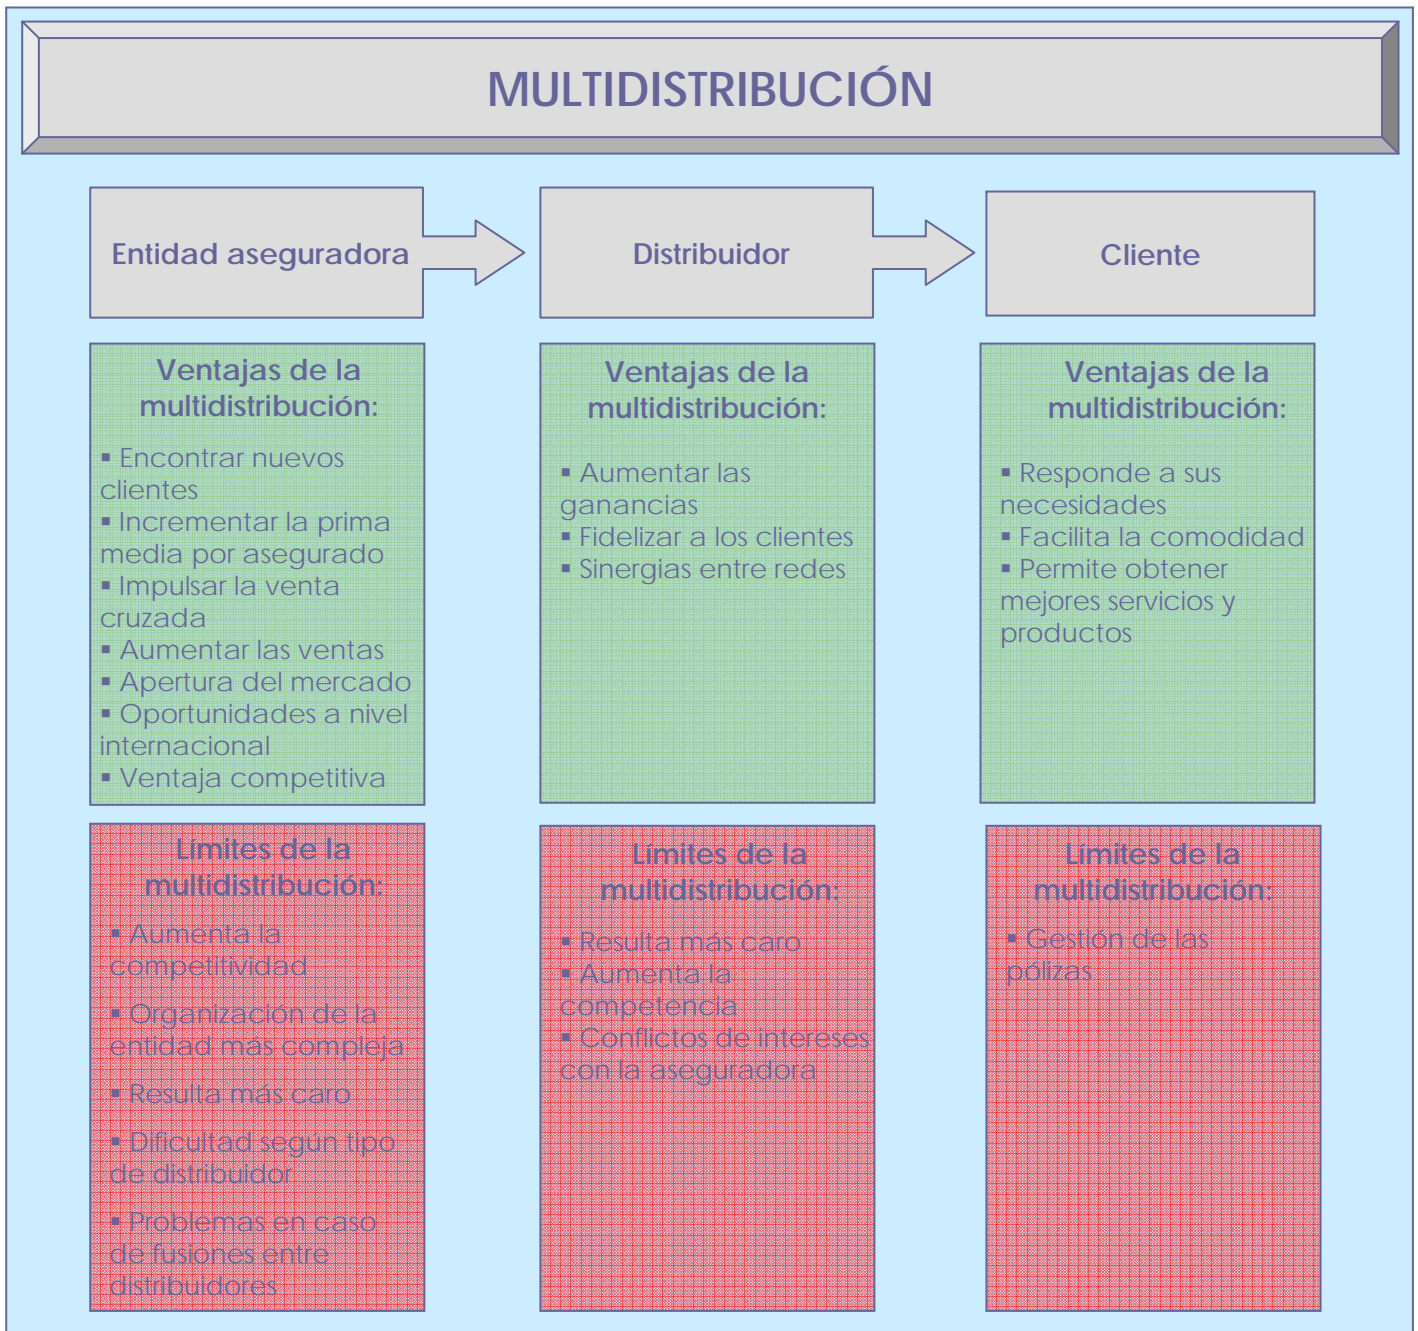 MULTIDISTRIBUCIÓN
Entidad aseguradora
Distribuidor
Cliente
Ventajas de la
multidistribución:
▪ Encontrar nuevos
clientes
▪ Incrementar la prima
media por asegurado
▪ Impulsar la venta
cruzada
▪ Aumentar las ventas
▪ Apertura del mercado
▪ Oportunidades a nivel
internacional
▪ Ventaja competitiva
Ventajas de la
multidistribución:
▪ Aumentar las
ganancias
▪ Fidelizar a los clientes
▪ Sinergias entre redes
Ventajas de la
multidistribución:
▪ Responde a sus
necesidades
▪ Facilita la comodidad
▪ Permite obtener
mejores servicios y
productos
Límites de la
multidistribución:
▪ Aumenta la
competitividad
▪ Organización de la
entidad más compleja
▪ Resulta más caro
▪ Dificultad según tipo
de distribuidor
▪ Problemas en caso
de fusiones entre
distribuidores
Límites de la
multidistribución:
▪ Resulta más caro
▪ Aumenta la
competencia
▪ Conflictos de intereses
con la aseguradora
Límites de la
multidistribución:
▪ Gestión de las
pólizas